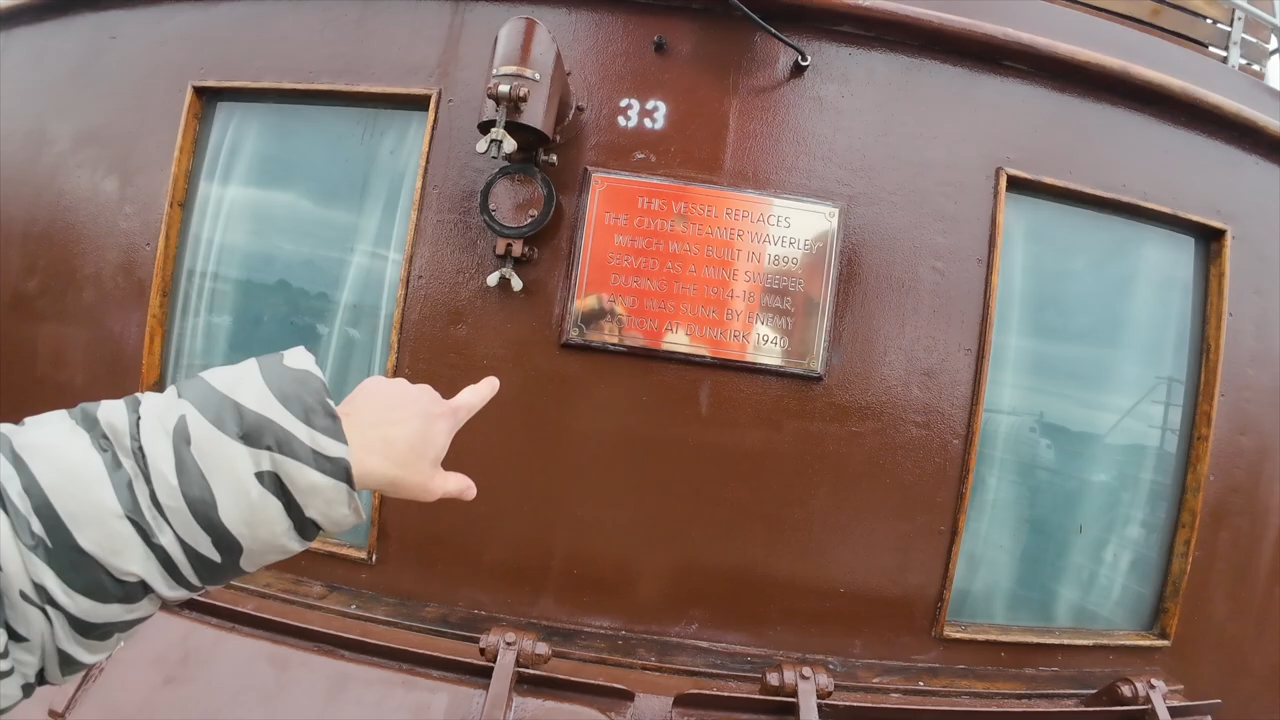 33
THIS VESSEL REPLACES
THE CLYDE STEAMER 'WAVERLEY'
WHICH WAS BUILT IN 1899,
SERVED AS A MINE SWEEPER
DURING THE 1914-18 WAR,
AND WAS SUNK BY ENEMY
ACTION AT DUNKIRK 1940